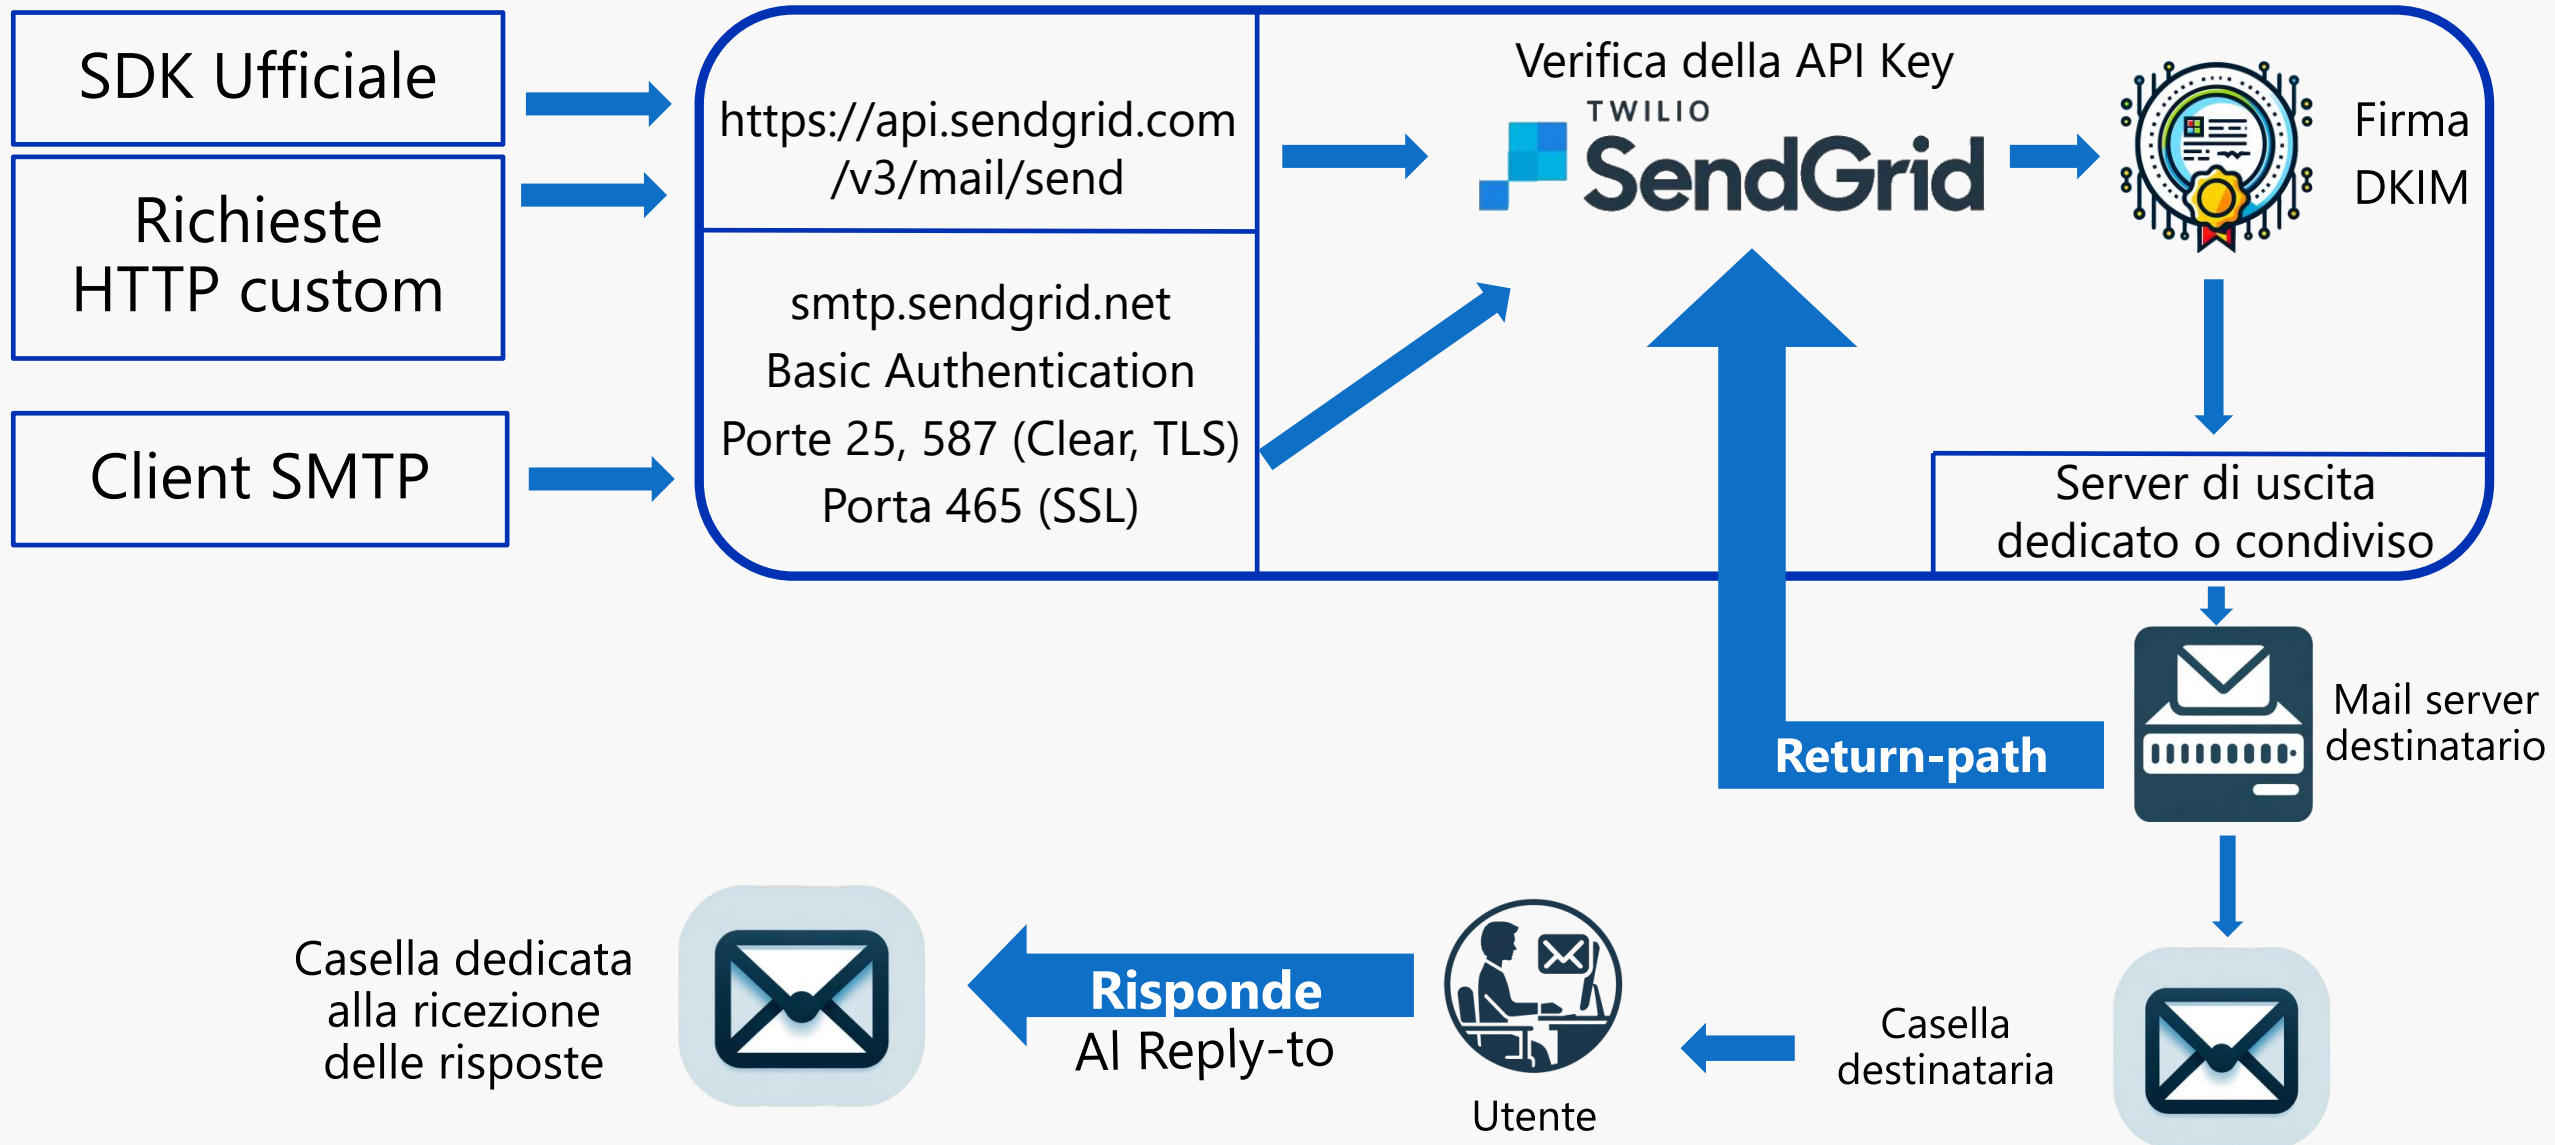 SDK Ufficiale
Richieste
HTTP custom
Client SMTP
https://api.sendgrid.com
/v3/mail/send
smtp.sendgrid.net
Basic Authentication
Porte 25, 587 (Clear, TLS)
Porta 465 (SSL)
Verifica della API Key
TWILIO
SendGrid
Firma
DKIM
Server di uscita
dedicato o condiviso
Mail server
destinatario
Return-path
Casella
destinataria
Utente
Risponde
Al Reply-to
Casella dedicata
alla ricezione
delle risposte